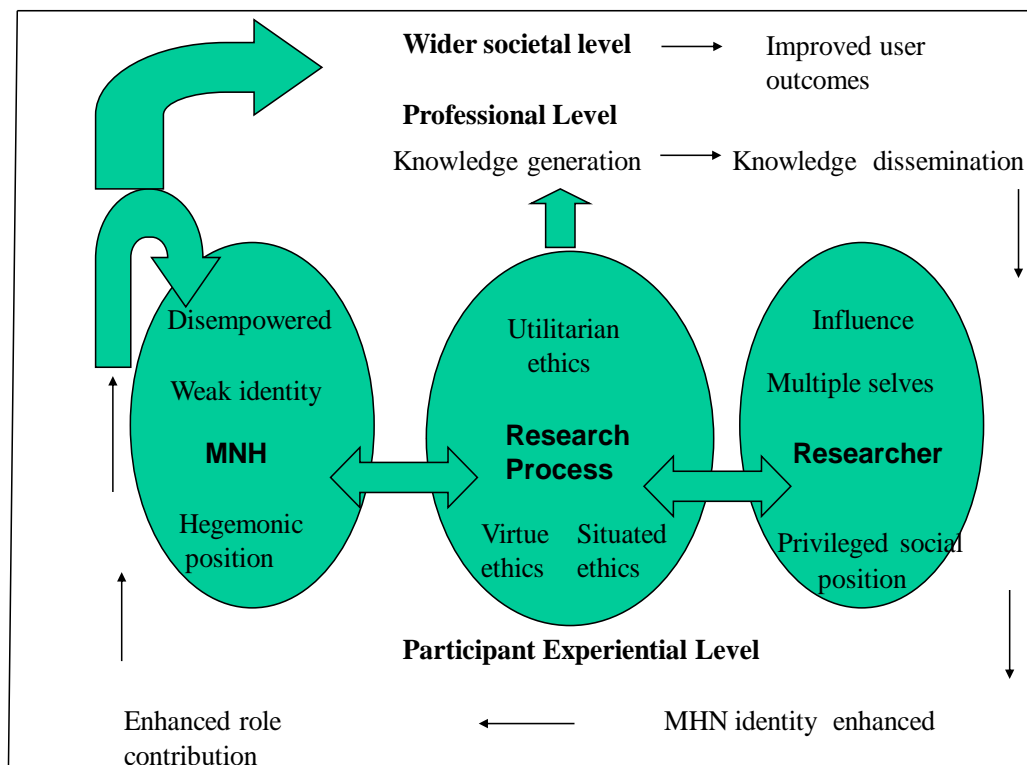 Wider societal level
Improved user
outcomes
Professional Level
Knowledge generation
Knowledge dissemination
Disempowered
Weak identity
MNH
Hegemonic
position
Utilitarian
ethics
Research
Process
Virtue
ethics
Situated
ethics
Influence
Multiple selves
Researcher
Privileged social
position
Participant Experiential Level
Enhanced role
contribution
MHN identity enhanced